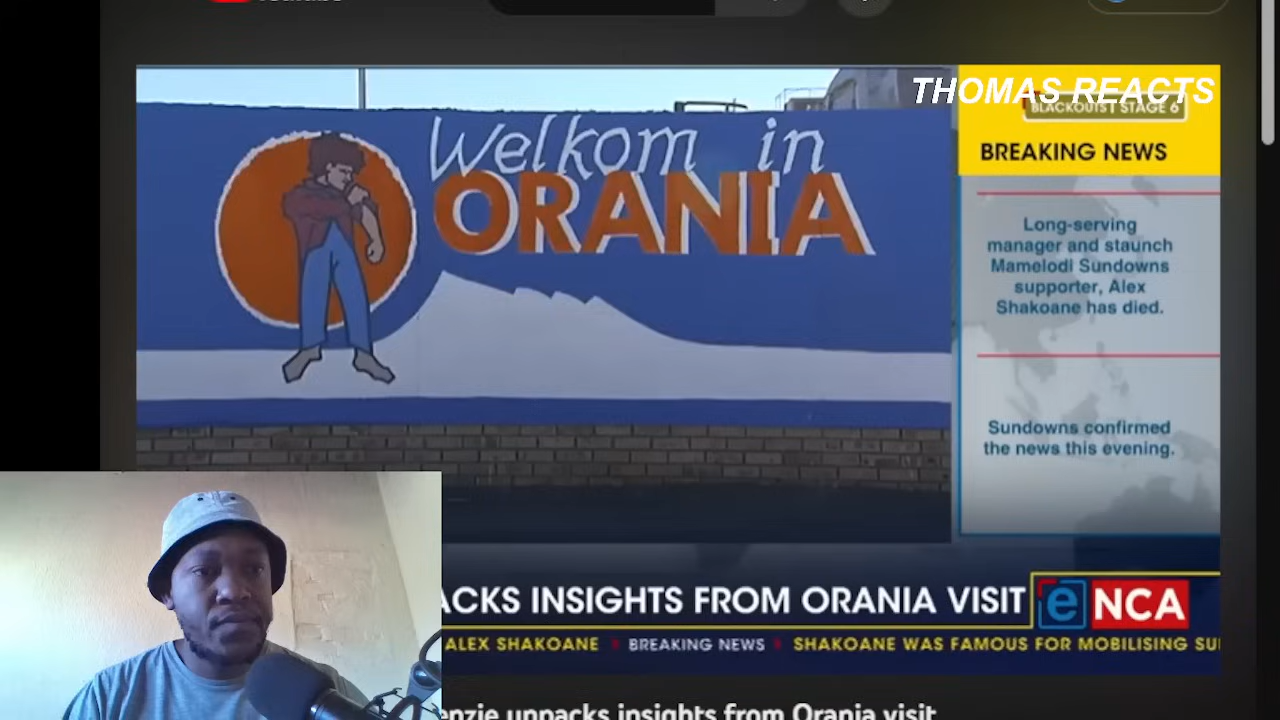 THOMAS REACTS
BLACKOUTS
STAGE 6
BREAKING NEWS
Welkom in
ORANIA
Long-serving
manager and staunch
Mamelodi Sundowns
supporter, Alex
Shakoane has died.
Sundowns confirmed
the news this evening.
ACKS INSIGHTS FROM ORANIA VISIT
e NCA
ALEX SHAKOANE BREAKING NEWS SHAKOANE WAS FAMOUS FOR MOBILISING SU
enzie unpacks insights from Orania visit